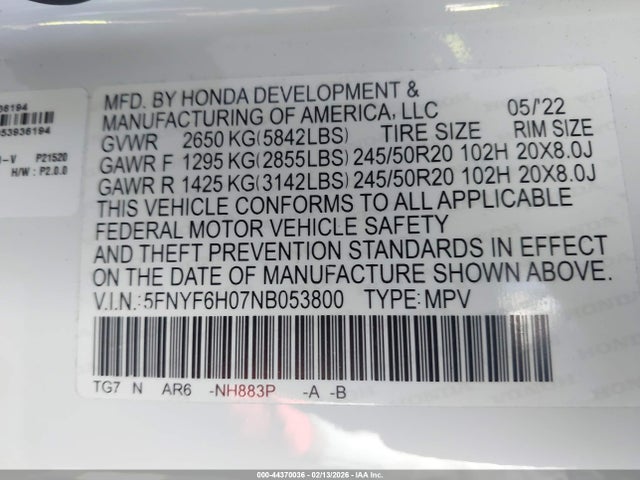 36194
053936194
P21520
H/W : P2.0.0
MFD. BY HONDA DEVELOPMENT &
MANUFACTURING OF AMERICA, LLC 05/'22
GVWR 2650 KG(5842LBS) TIRE SIZE RIM SIZE
GAWR F 1295 KG(2855LBS) 245/50R20 102H 20X8.0J
GAWR R 1425 KG(3142LBS) 245/50R20 102H 20X8.0J
THIS VEHICLE CONFORMS TO ALL APPLICABLE
FEDERAL MOTOR VEHICLE SAFETY
AND THEFT PREVENTION STANDARDS IN EFFECT
ON THE DATE OF MANUFACTURE SHOWN ABOVE.
V.I.N.:5FNYF6H07NB053800 TYPE:MPV
TG7 N AR6 -NH883P -A -B
000-44370036 - 02/13/2026 - IAA Inc.